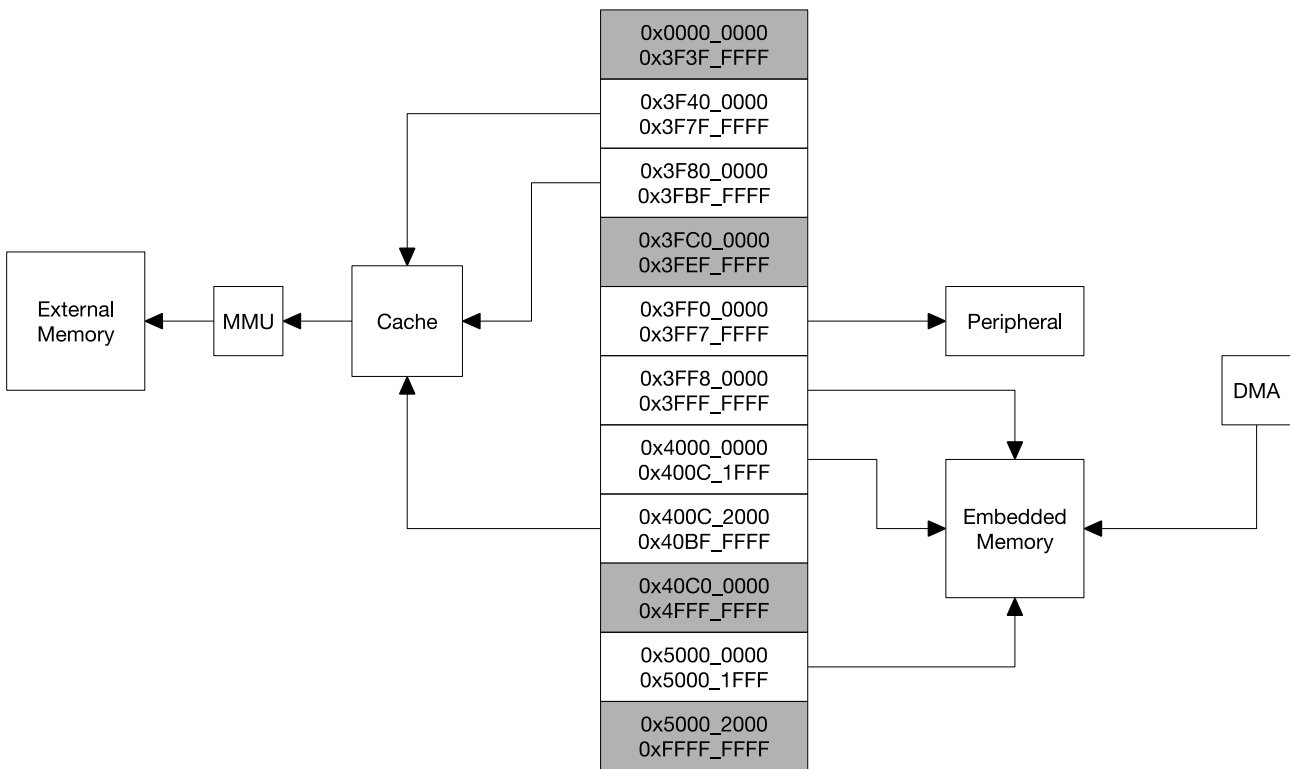 0x0000_0000
0x3F3F_FFFF
0x3F40_0000
0x3F7F_FFFF
0x3F80_0000
0x3FBF_FFFF
0x3FC0_0000
0x3FEF_FFFF
External
Memory
MMU
Cache
0x3FF0_0000
0x3FF7_FFFF
Peripheral
0x3FF8_0000
0x3FFF_FFFF
DMA
0x4000_0000
0x400C_1FFF
0x400C_2000
0x40BF_FFFF
Embedded
Memory
0x40C0_0000
0x4FFF_FFFF
0x5000_0000
0x5000_1FFF
0x5000_2000
0xFFFF_FFFF